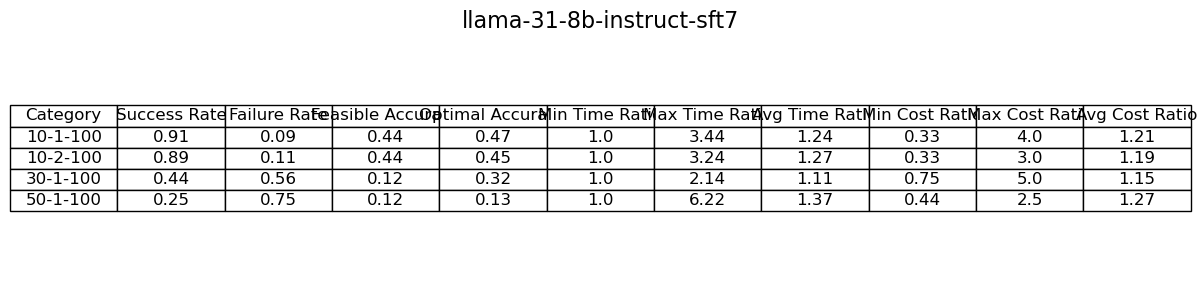 llama-31-8b-instruct-sft7
Category Success Rate Failure Rate Feasible Accura Optimal Accura Min Time Rati Max Time Rati Avg Time Rati Min Cost Rati Max Cost Rati Avg Cost Ratio
10-1-100 0.91 0.09 0.44 0.47 1.0 3.44 1.24 0.33 4.0 1.21
10-2-100 0.89 0.11 0.44 0.45 1.0 3.24 1.27 0.33 3.0 1.19
30-1-100 0.44 0.56 0.12 0.32 1.0 2.14 1.11 0.75 5.0 1.15
50-1-100 0.25 0.75 0.12 0.13 1.0 6.22 1.37 0.44 2.5 1.27